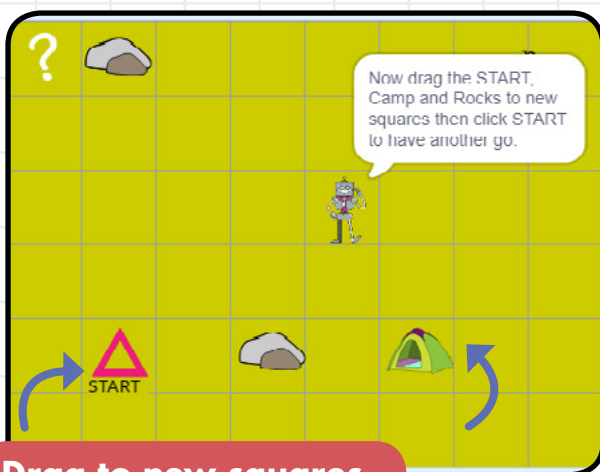 ?
Now drag the START,
Camp and Rocks to new
squares then click START
to have another go.
START
Drag to new squares